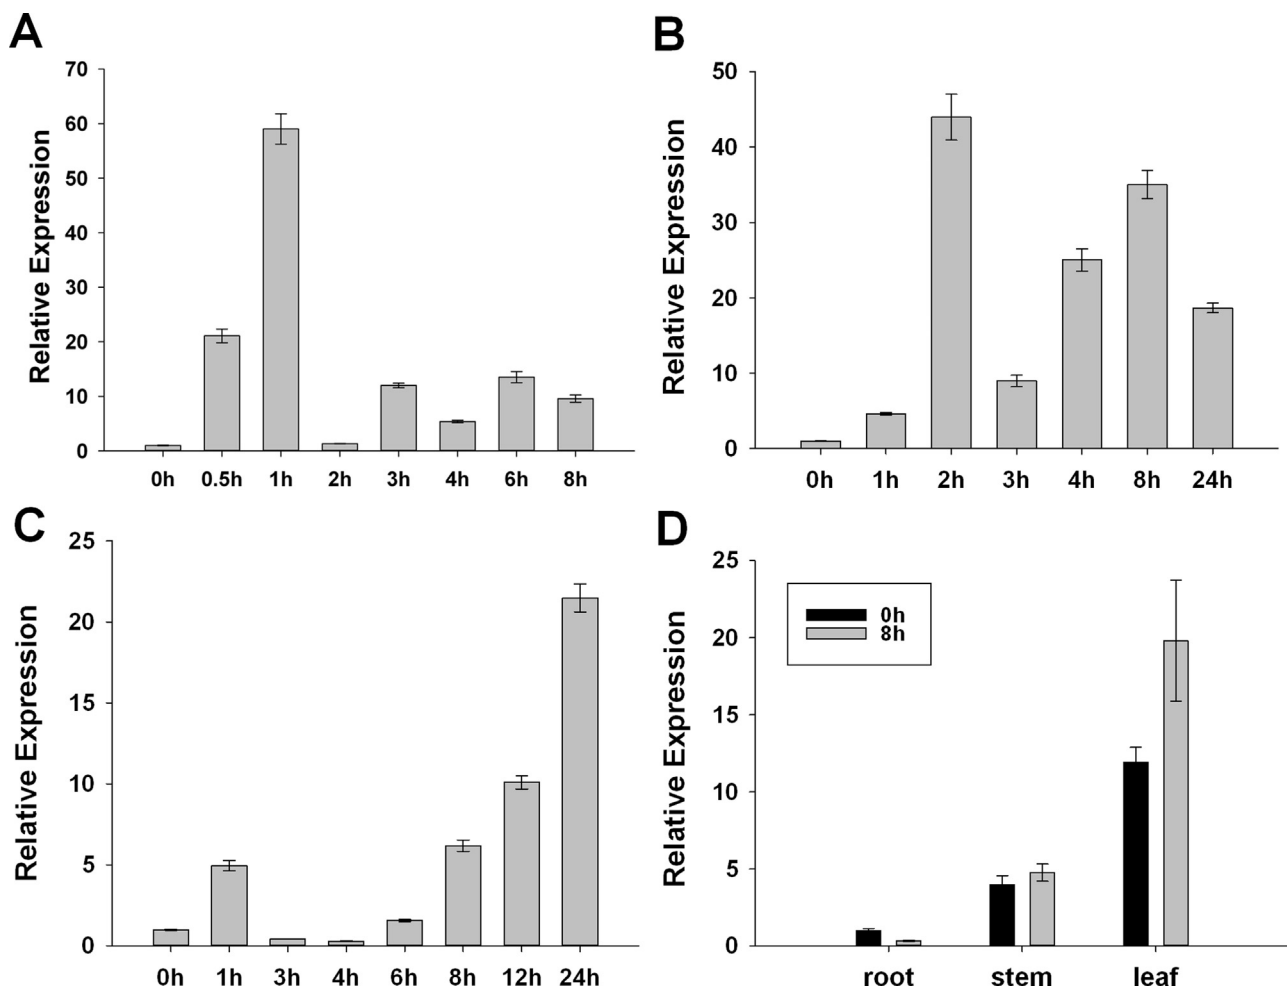 A
Relative Expression
70
60
50
40
30
20
10
0
0h 0.5h 1h 2h 3h 4h 6h 8h
B
Relative Expression
50
40
30
20
10
0
0h 1h 2h 3h 4h 8h 24h
C
Relative Expression
25
20
15
10
5
0
0h 1h 3h 4h 6h 8h 12h 24h
D
Relative Expression
25
20
15
10
5
0
0h
8h
root stem leaf